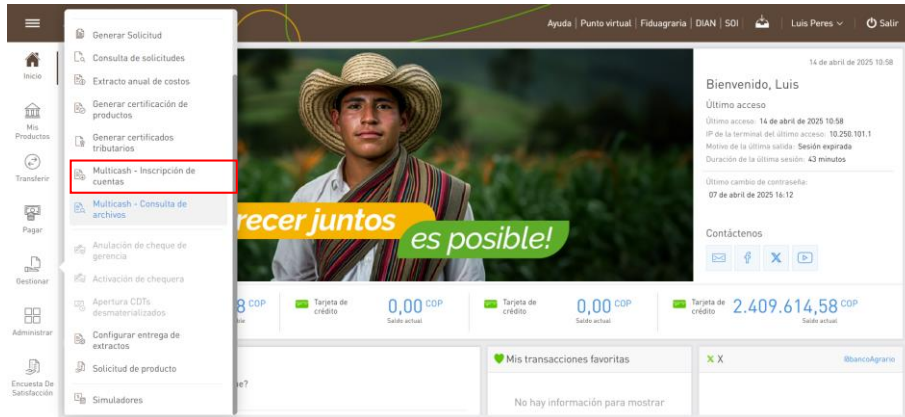 Ayuda | Punto virtual | Fiduagraria | DIAN | SOI | Luis Peres Salir
Inicio
Mis
Productos
Transferir
Pagar
Gestionar
Administrar
Encuesta De
Satisfacción
Generar Solicitud
Consulta de solicitudes
Extracto anual de costos
Generar certificación de
productos
Generar certificados
tributarios
Multicash - Inscripción de
cuentas
Multicash - Consulta de
archivos
Anulación de cheque de
gerencia
Activación de chequera
Apertura CDTs
desmaterializados
Configurar entrega de
extractos
Solicitud de producto
Simuladores
recer juntos
es posible!
14 de abril de 2025 10:58
Bienvenido, Luis
Último acceso
Último acceso: 14 de abril de 2025 10:58
IP de la terminal del último acceso: 10.250.101.1
Motivo de la última salida: Sesión expirada
Duración de la última sesión: 43 minutos
Último cambio de contraseña:
07 de abril de 2025 16:12
Contáctenos
8 COP
Tarjeta de
crédito
0,00 COP
Saldo actual
Tarjeta de
crédito
0,00 COP
Saldo actual
Tarjeta de
crédito
2.409.614,58 COP
Saldo actual
Mis transacciones favoritas
No hay información para mostrar
X
@bancoAgrario